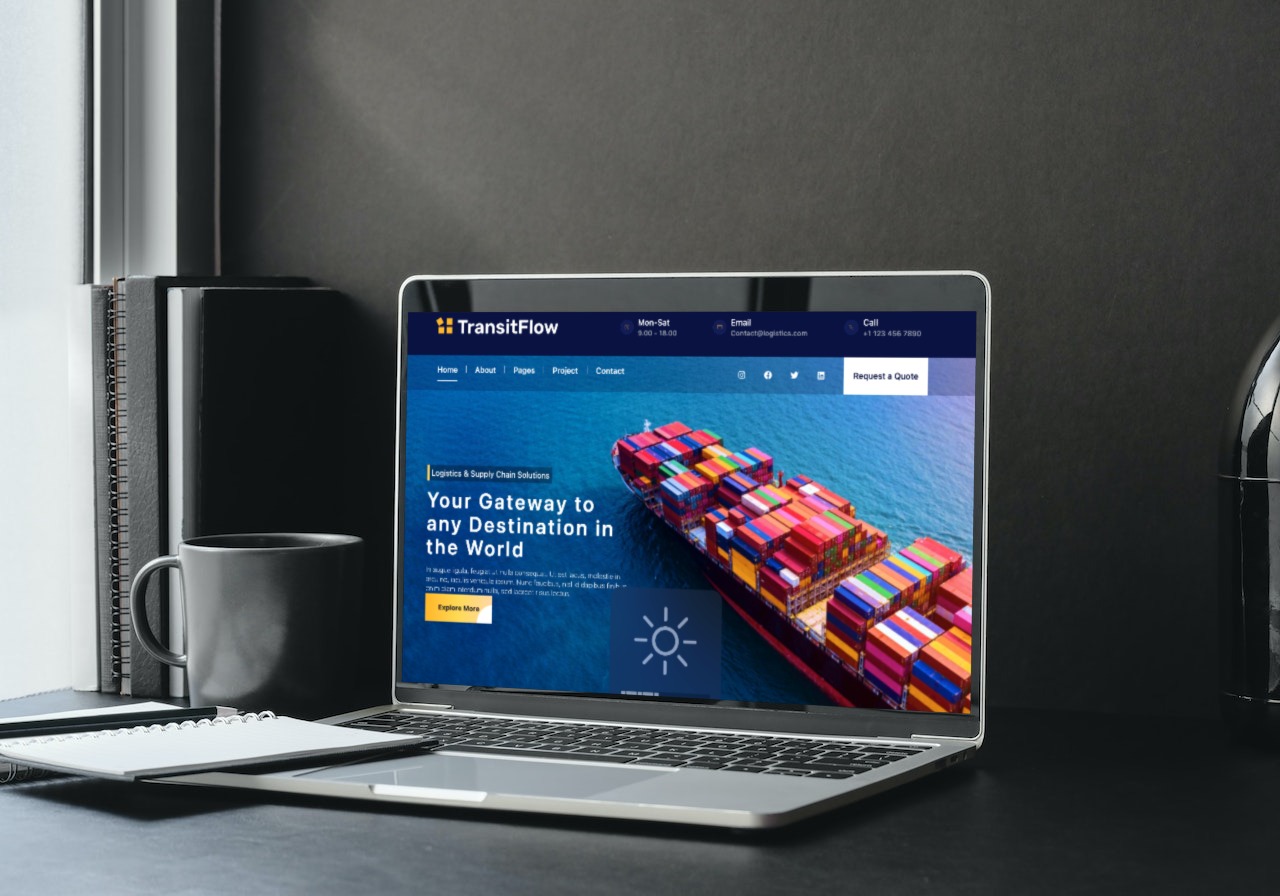 TransitFlow
Mon-Sat
9.00 - 18.00
Email
Contact@logistics.com
Call
+1 123 456 7890
Home
About
Pages
Project
Contact
Request a Quote
Logistics & Supply Chain Solutions
Your Gateway to
any Destination in
the World
Explore More